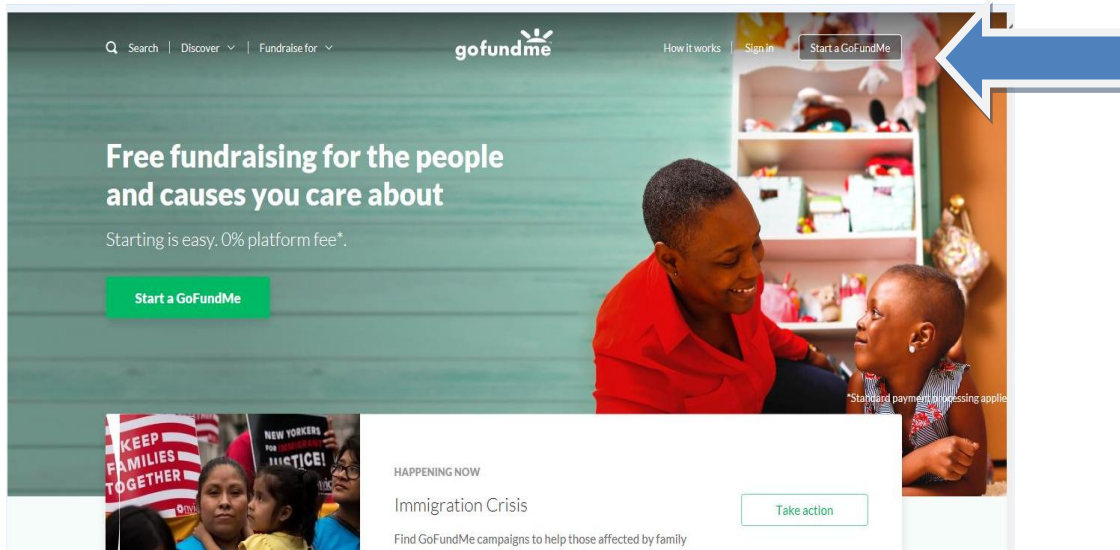 Search | Discover | Fundraise for
gofundme
How it works | Sign in
Start a GoFundMe
Free fundraising for the people
and causes you care about
Starting is easy. 0% platform fee*.
Start a GoFundMe
*Standard payment processing applie
KEEP
FAMILIES
TOGETHER
NEW YORKERS
FOR IMMIGRANT
JUSTICE!
HAPPENING NOW
Immigration Crisis
Take action
Find GoFundMe campaigns to help those affected by family